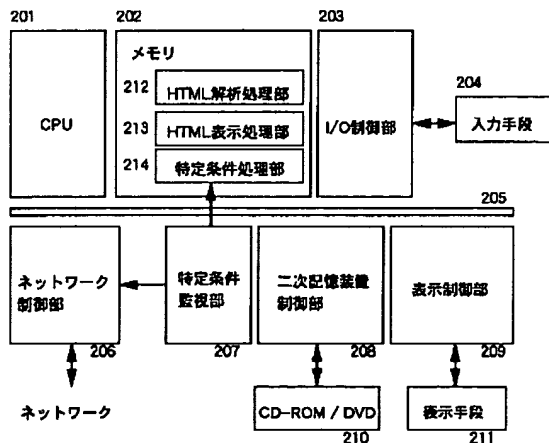 201
202
203
メモリ
212
HTML解析処理部
204
CPU
213
HTML表示処理部
I/O制御部
入力手段
214
特定条件処理部
205
ネットワーク
制御部
特定条件
監視部
二次記憶装置
制御部
表示制御部
206
207
208
209
ネットワーク
CD-ROM / DVD
表示手段
210
211